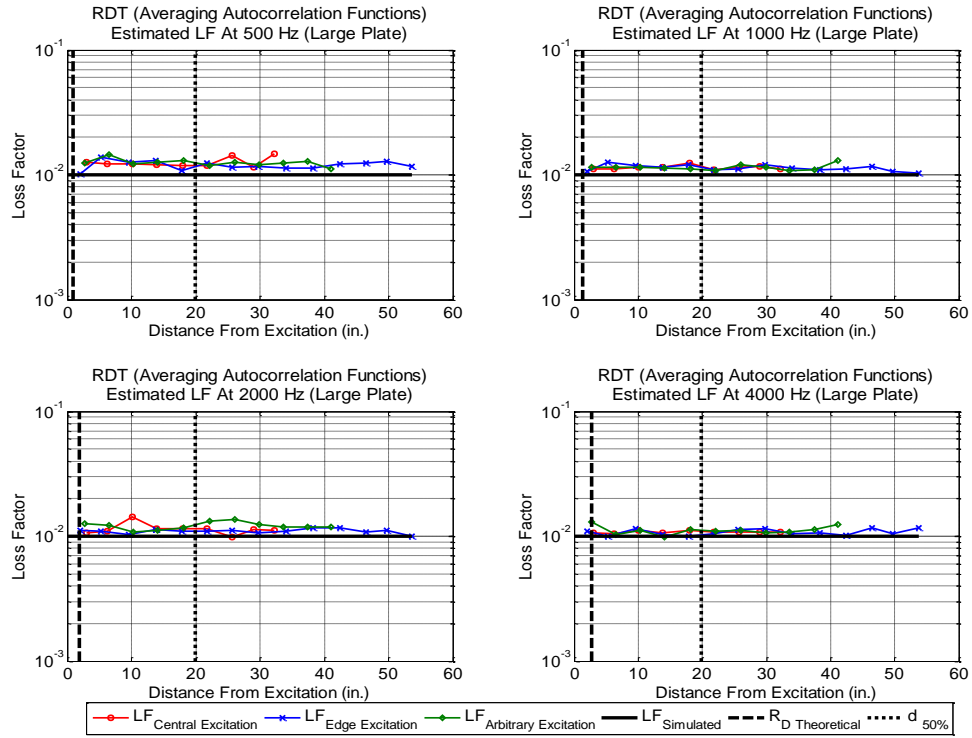 RDT (Averaging Autocorrelation Functions)
Estimated LF At 500 Hz (Large Plate)
10^-1
10^-2
10^-3
Loss Factor
0 10 20 30 40 50 60
Distance From Excitation (in.)
RDT (Averaging Autocorrelation Functions)
Estimated LF At 1000 Hz (Large Plate)
10^-1
10^-2
10^-3
Loss Factor
0 10 20 30 40 50 60
Distance From Excitation (in.)
RDT (Averaging Autocorrelation Functions)
Estimated LF At 2000 Hz (Large Plate)
10^-1
10^-2
10^-3
Loss Factor
0 10 20 30 40 50 60
Distance From Excitation (in.)
RDT (Averaging Autocorrelation Functions)
Estimated LF At 4000 Hz (Large Plate)
10^-1
10^-2
10^-3
Loss Factor
0 10 20 30 40 50 60
Distance From Excitation (in.)
LF Central Excitation LF Edge Excitation LF Arbitrary Excitation LF Simulated R D Theoretical d 50%